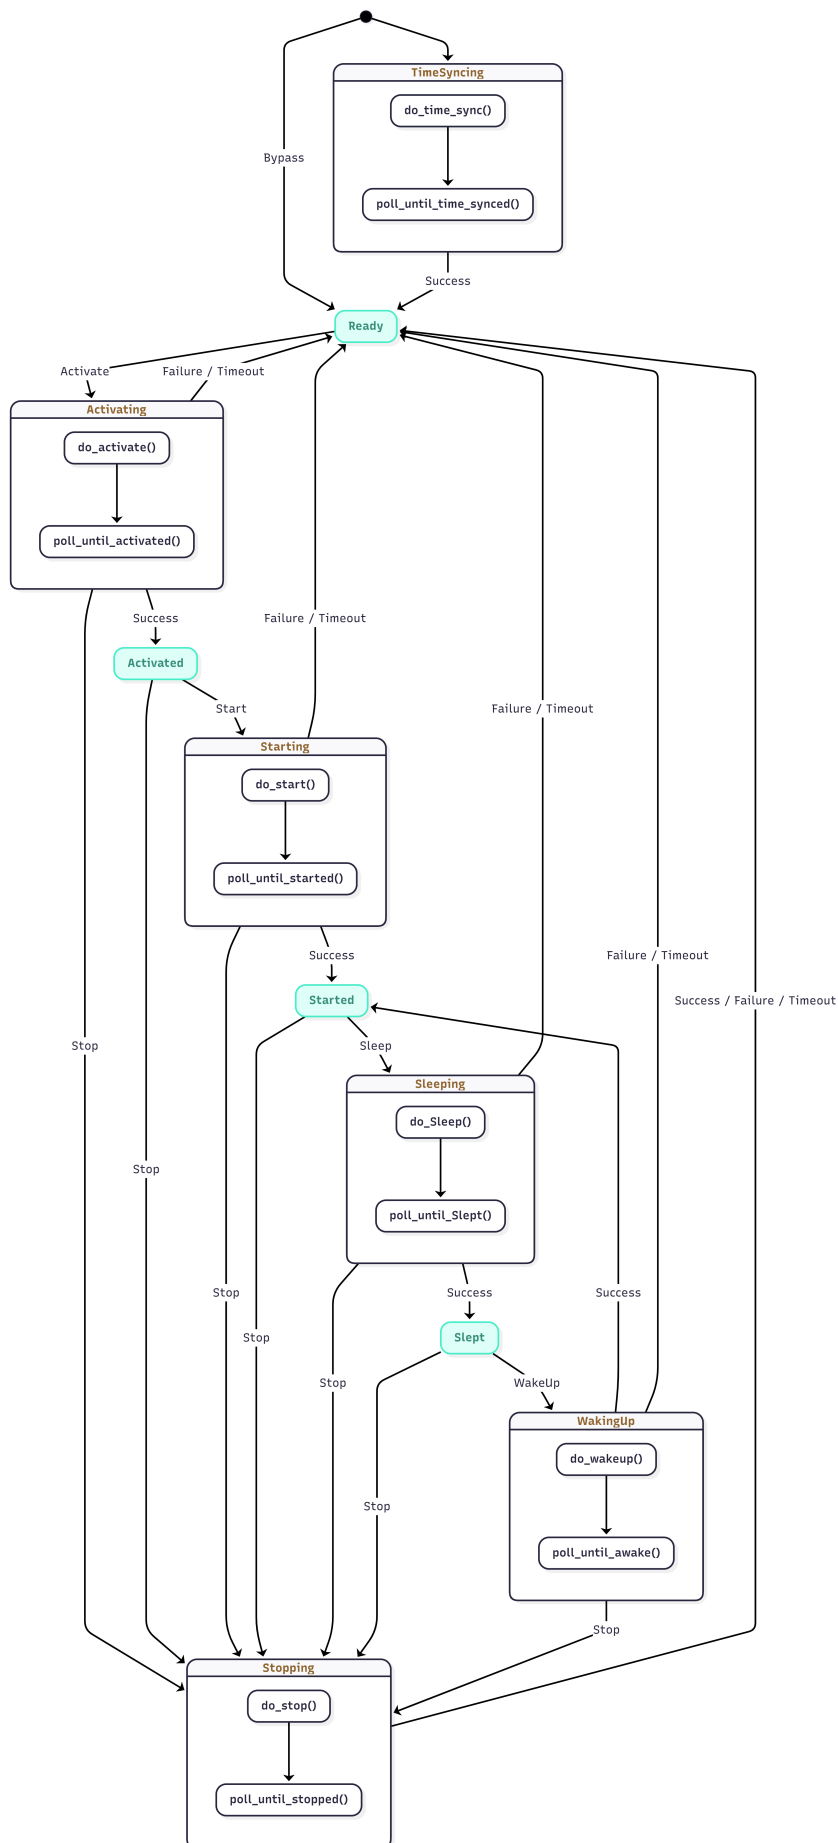 TimeSyncing
do_time_sync()
Bypass
poll_until_time_synced()
Success
Ready
Activate
Failure / Timeout
Activating
do_activate()
poll_until_activated()
Success
Failure / Timeout
Activated
Start
Failure / Timeout
Starting
do_start()
poll_until_started()
Success
Failure / Timeout
Started
Success / Failure / Timeout
Stop
Sleep
Sleeping
do_Sleep()
Stop
poll_until_Slept()
Stop
Success
Success
Stop
Slept
Stop
WakeUp
WakingUp
do_wakeup()
Stop
poll_until_awake()
Stop
Stopping
do_stop()
poll_until_stopped()